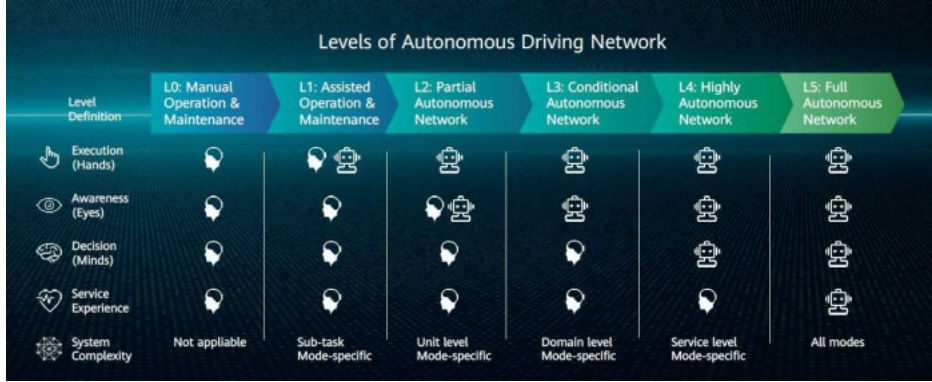 Levels of Autonomous Driving Network
Level
Definition
L0: Manual
Operation &
Maintenance
L1: Assisted
Operation &
Maintenance
L2: Partial
Autonomous
Network
L3: Conditional
Autonomous
Network
L4: Highly
Autonomous
Network
L5: Full
Autonomous
Network
Execution
(Hands)
Awareness
(Eyes)
Decision
(Minds)
Service
Experience
System
Complexity
Not appliable
Sub-task
Mode-specific
Unit level
Mode-specific
Domain level
Mode-specific
Service level
Mode-specific
All modes